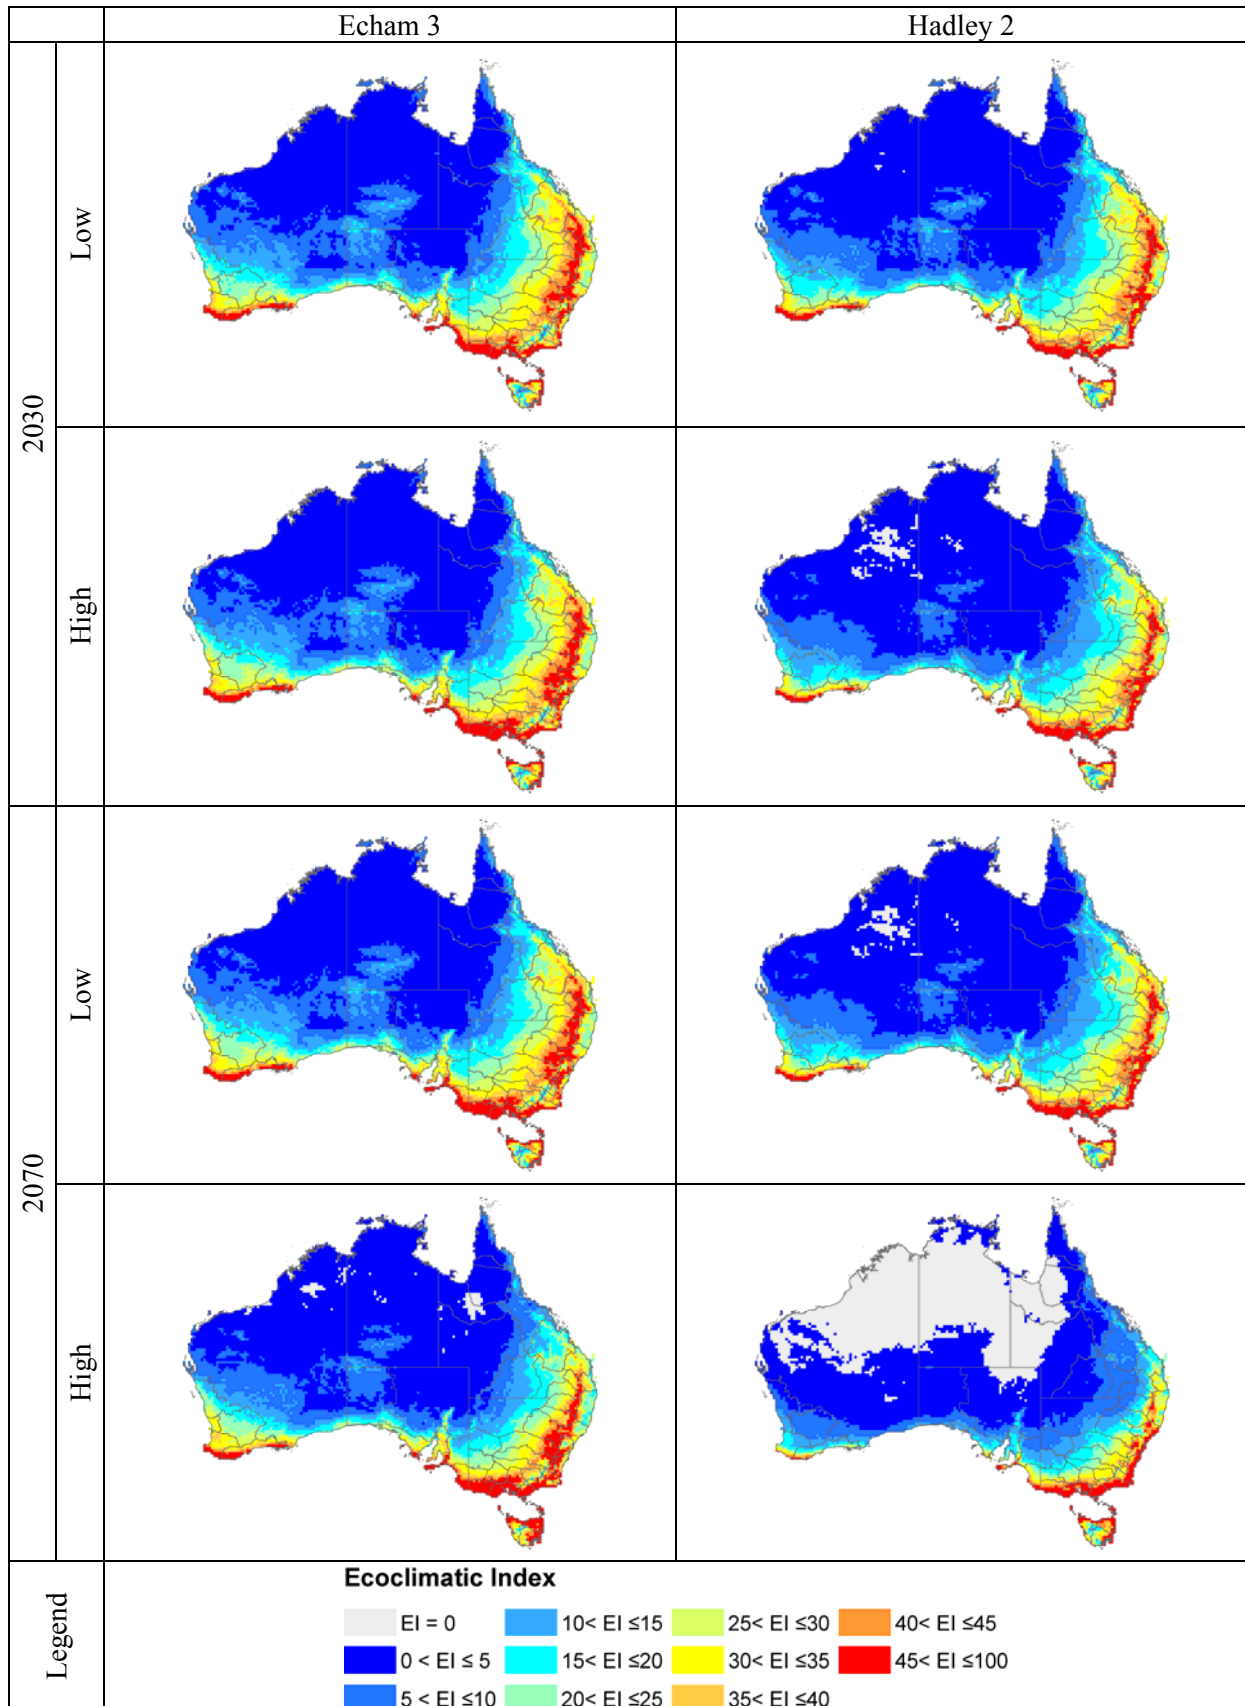 Echam 3
Hadley 2
2030
Low
High
2070
Low
High
Legend
Ecoclimatic Index
EI = 0
10< EI ≤15
25< EI ≤30
40< EI ≤45
0 < EI ≤ 5
15< EI ≤20
30< EI ≤35
45< EI ≤100
5 < EI ≤10
20< EI ≤25
35< EI ≤40